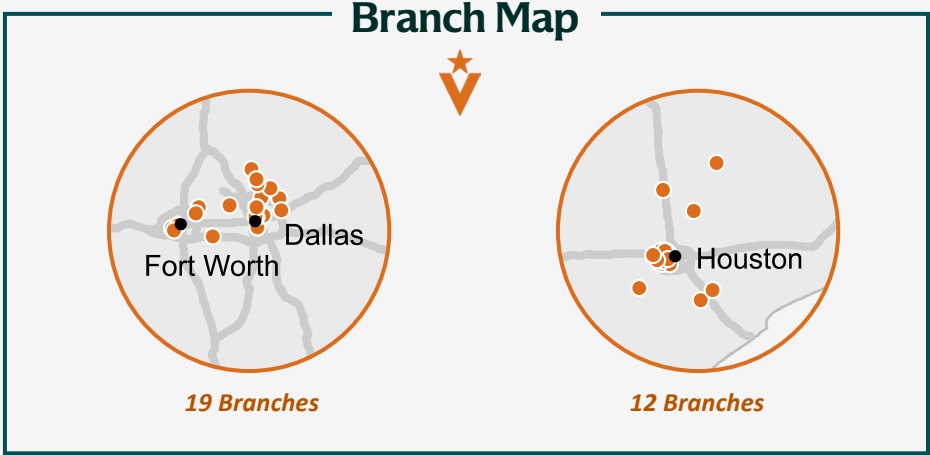 Branch Map
Dallas
Fort Worth
Houston
19 Branches
12 Branches